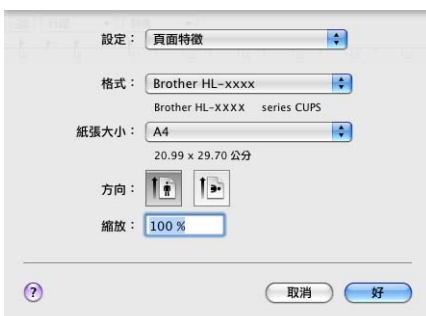 設定： 頁面特徵
格式： Brother HL-xxxx
Brother HL-XXXX series CUPS
紙張大小： A4
20.99 x 29.70 公分
方向：
縮放： 100 %
? 取消 好